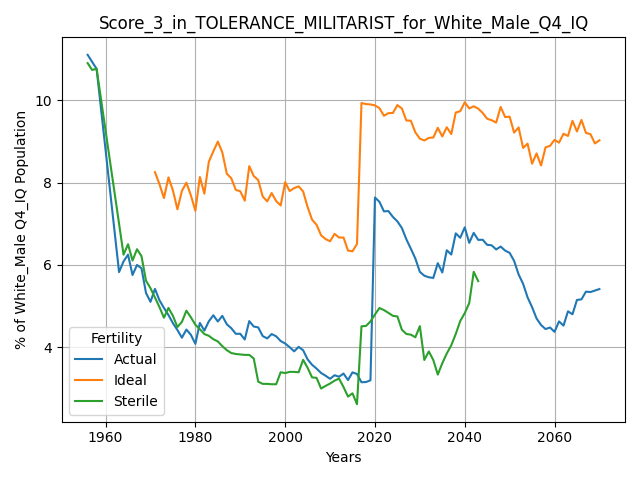 Score_3_in_TOLERANCE_MILITARIST_for_White_Male_Q4_IQ
% of White_Male Q4_IQ Population
10
8
6
4
Fertility
Actual
Ideal
Sterile
1960
1980
2000
2020
2040
2060
Years